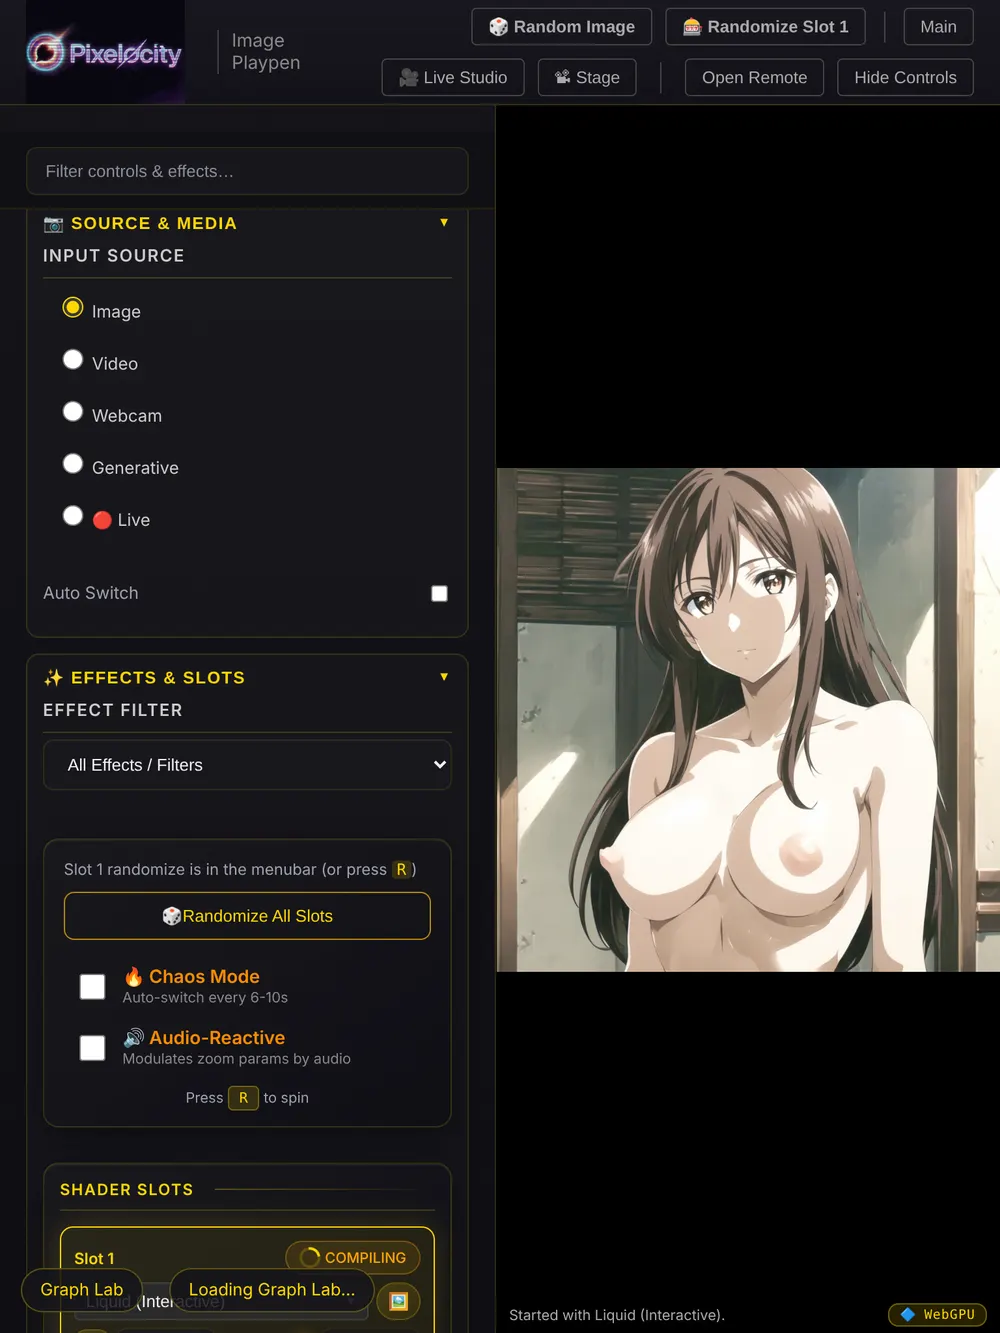 Pixeløcity
Image
Playpen
🎲 Random Image
🎰 Randomize Slot 1
Main
🎥 Live Studio
📽 Stage
Open Remote
Hide Controls
Filter controls & effects…
📷 SOURCE & MEDIA ▼
INPUT SOURCE
Image
Video
Webcam
Generative
🔴 Live
Auto Switch
✨ EFFECTS & SLOTS ▼
EFFECT FILTER
All Effects / Filters
Slot 1 randomize is in the menubar (or press R)
🎲Randomize All Slots
🔥 Chaos Mode
Auto-switch every 6-10s
🔊 Audio-Reactive
Modulates zoom params by audio
Press R to spin
SHADER SLOTS
Slot 1
COMPILING
Graph Lab
Loading Graph Lab…
Liquid (Interactive)
Started with Liquid (Interactive).
🔷 WebGPU